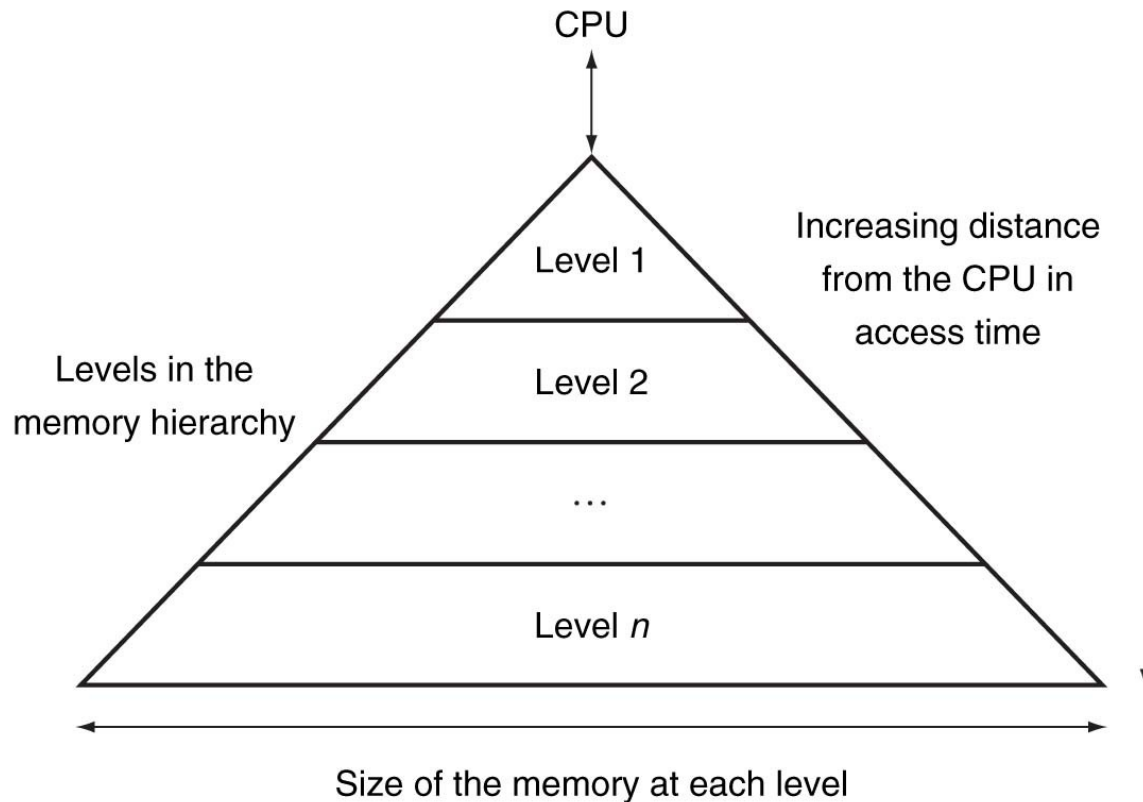 CPU
Level 1
Increasing distance
from the CPU in
access time
Levels in the
memory hierarchy
Level 2
...
Level n
Size of the memory at each level